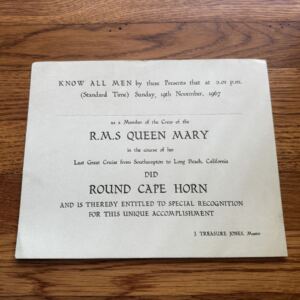 KNOW ALL MEN by these Presents that at 2.01 p.m.
(Standard Time) Sunday, 19th November, 1967
as a Member of the Crew of the
R.M.S QUEEN MARY
in the course of her
Last Great Cruise from Southampton to Long Beach, California
DID
ROUND CAPE HORN
AND IS THEREBY ENTITLED TO SPECIAL RECOGNITION
FOR THIS UNIQUE ACCOMPLISHMENT
J. TREASURE JONES, Master